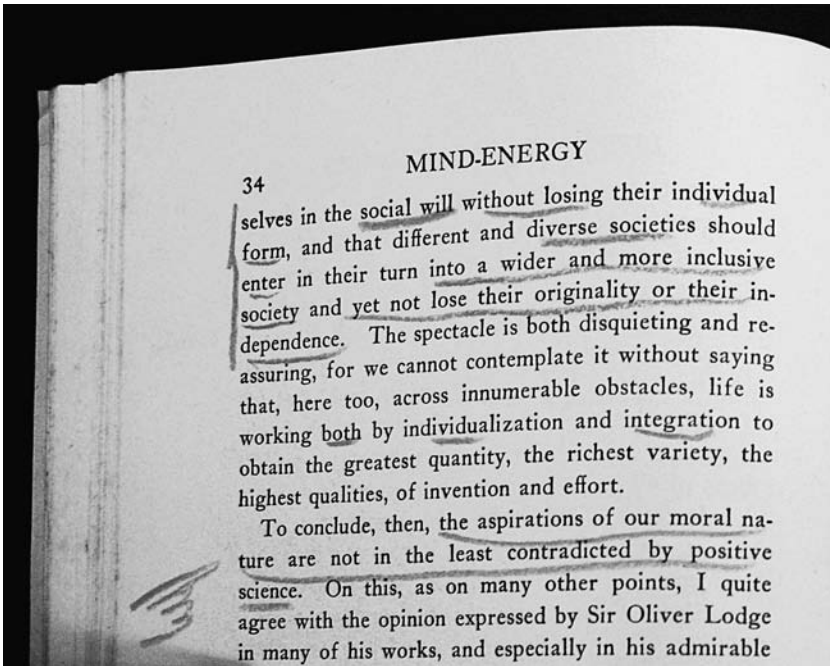 MIND-ENERGY
34
selves in the social will without losing their individual
form, and that different and diverse societies should
enter in their turn into a wider and more inclusive
society and yet not lose their originality or their in-
dependence. The spectacle is both disquieting and re-
assuring, for we cannot contemplate it without saying
that, here too, across innumerable obstacles, life is
working both by individualization and integration to
obtain the greatest quantity, the richest variety, the
highest qualities, of invention and effort.
To conclude, then, the aspirations of our moral na-
ture are not in the least contradicted by positive
science. On this, as on many other points, I quite
agree with the opinion expressed by Sir Oliver Lodge
in many of his works, and especially in his admirable